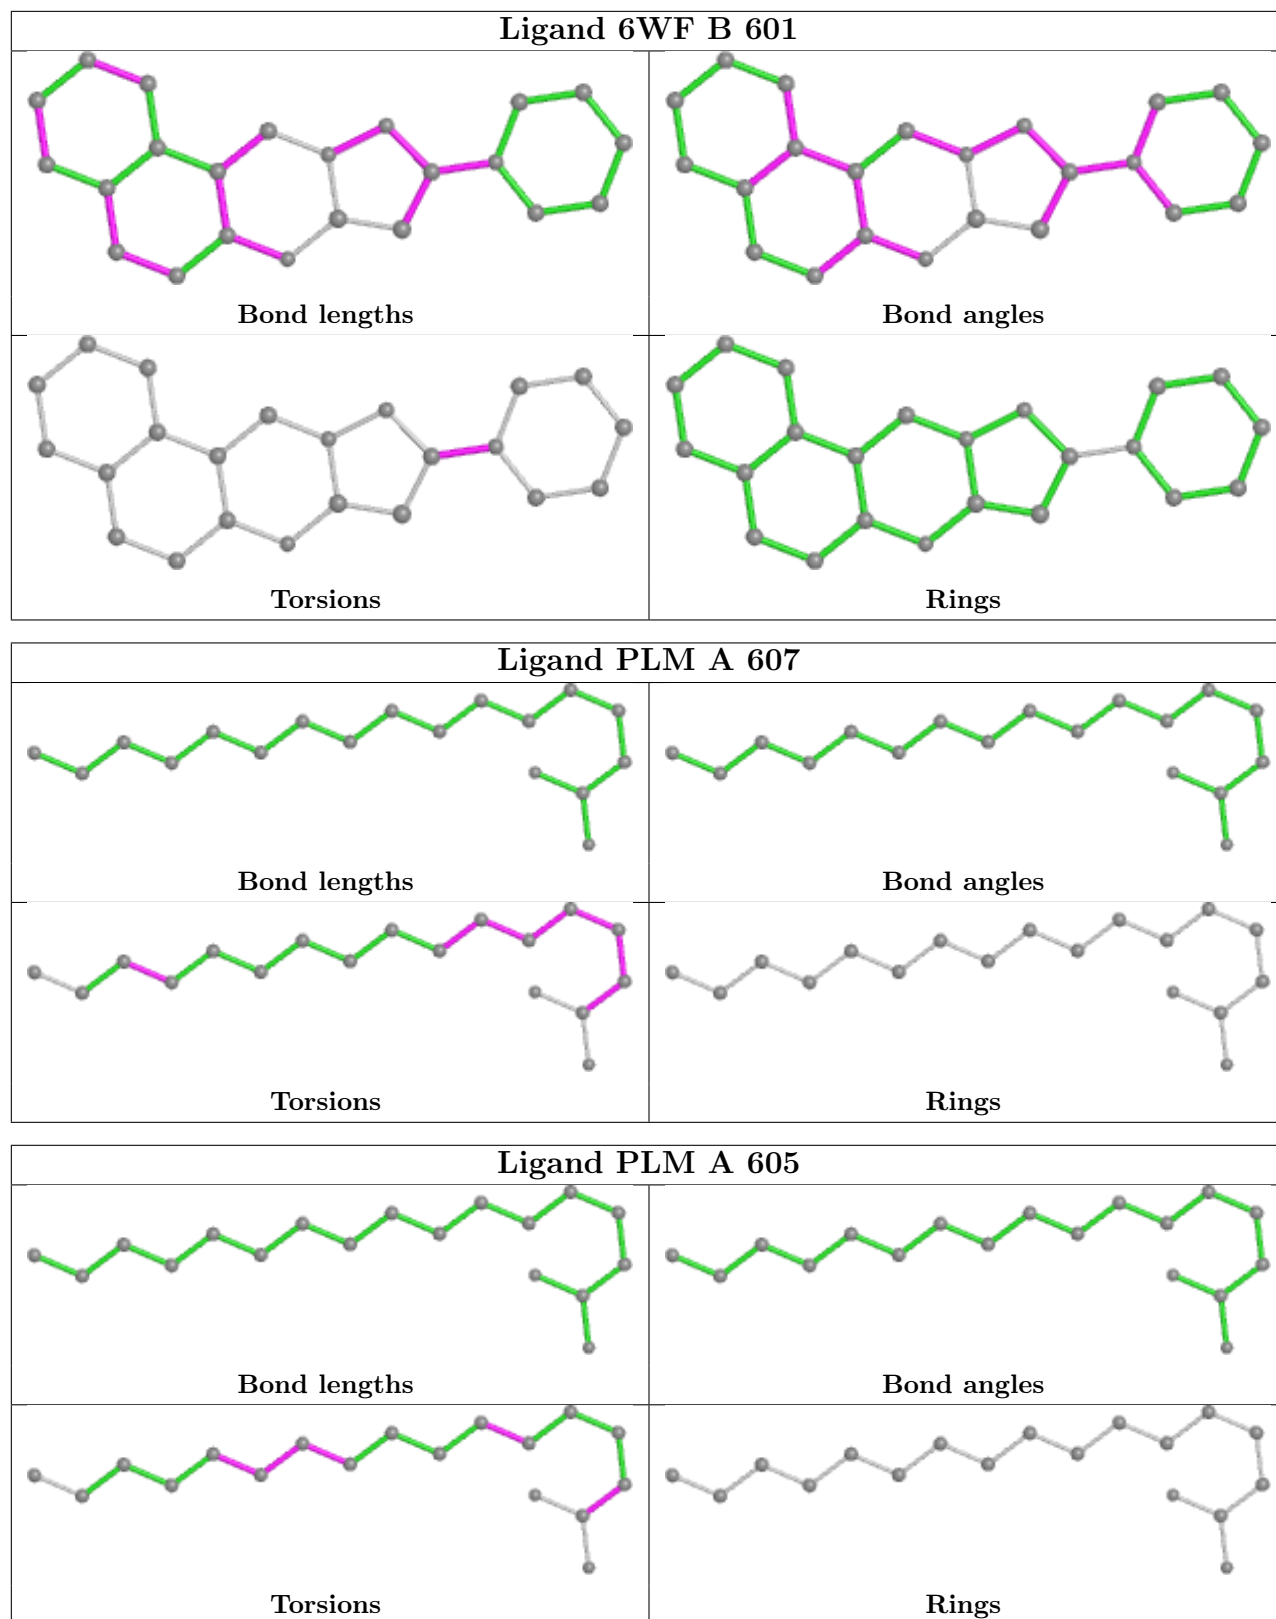 Ligand 6WF B 601
Bond lengths
Bond angles
Torsions
Rings
Ligand PLM A 607
Bond lengths
Bond angles
Torsions
Rings
Ligand PLM A 605
Bond lengths
Bond angles
Torsions
Rings